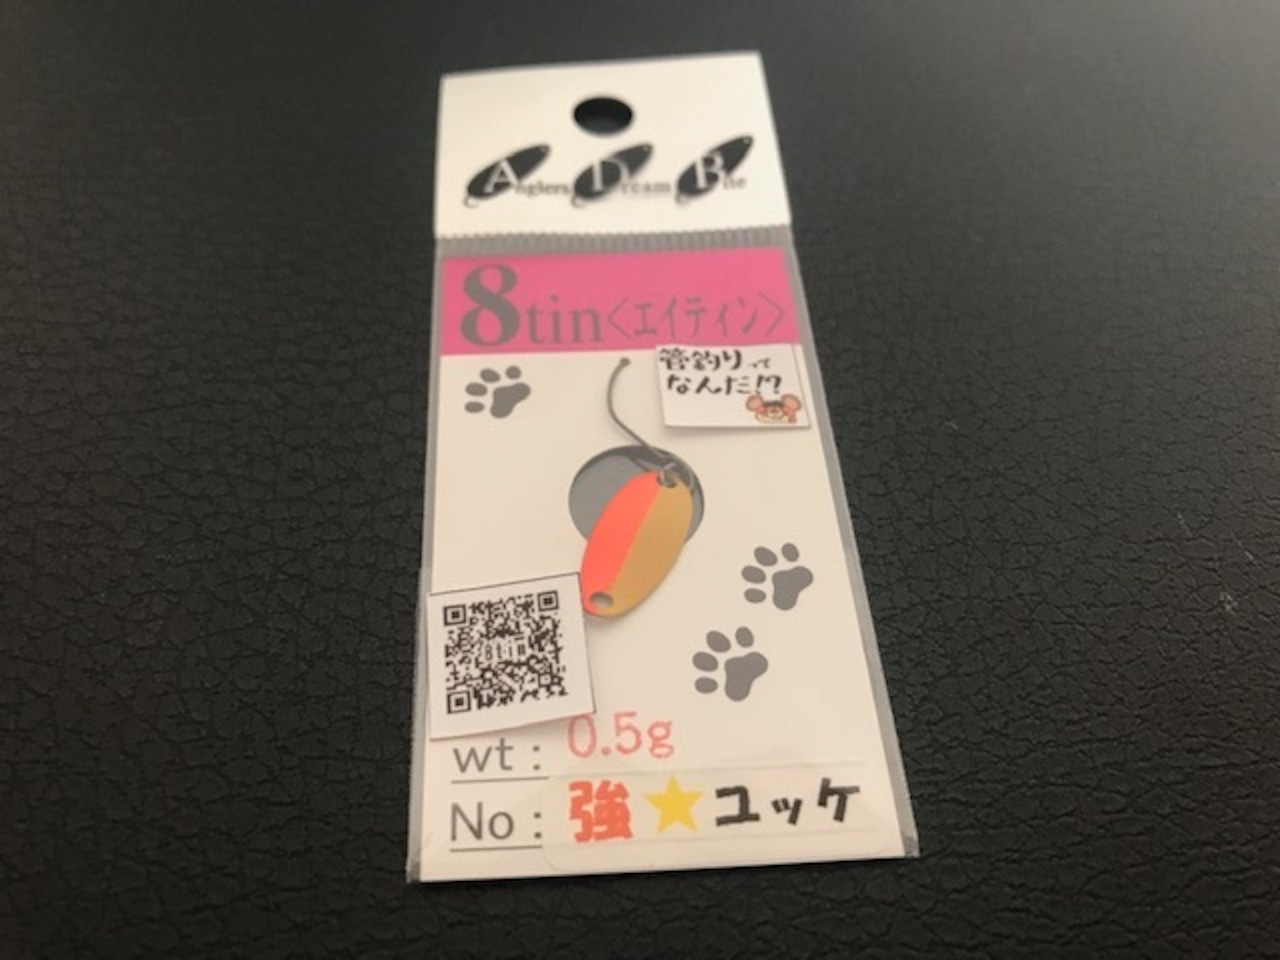 Anglers Dream Bite
8tin〈エイティン〉
管釣りって
なんだ!?
8tin
wt : 0.5g
No : 強★ユッケ